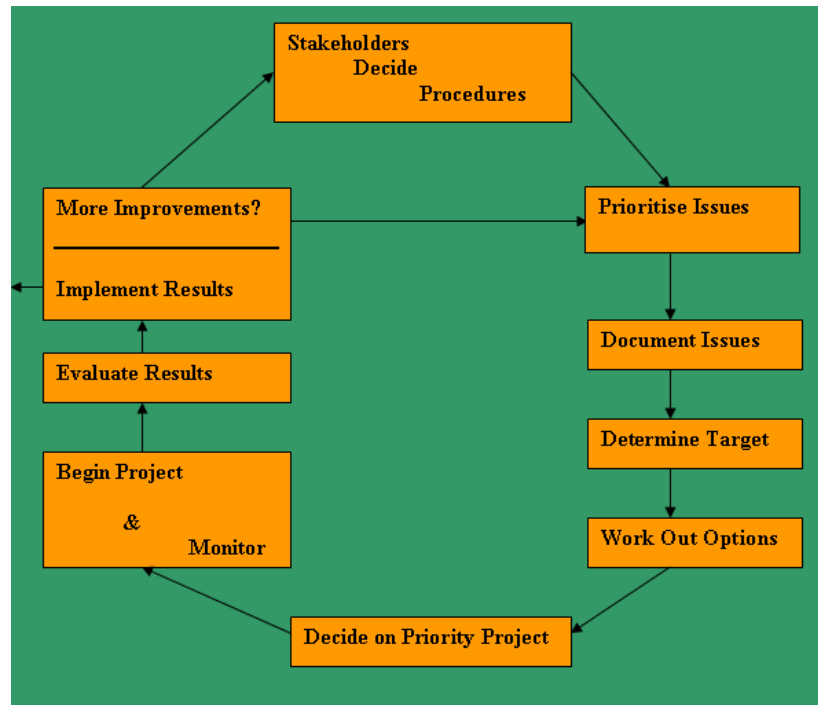 Stakeholders
Decide
Procedures
More Improvements?
Prioritise Issues
Implement Results
Document Issues
Evaluate Results
Determine Target
Begin Project
&
Monitor
Work Out Options
Decide on Priority Project